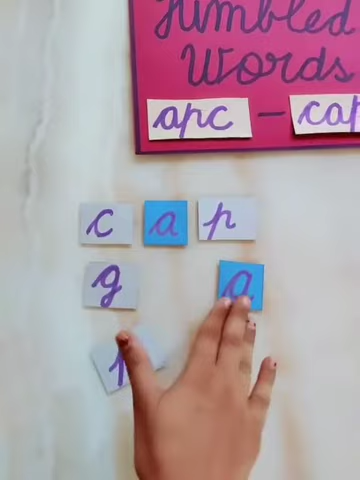 Jumbled
Words
apc – cap
c a p
g a
p